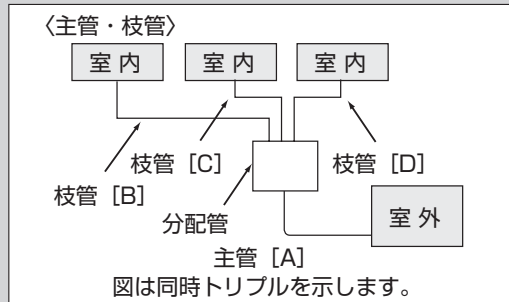 〈主管・枝管〉
室内 室内 室内
枝管［C］ 枝管［D］
枝管［B］
分配管
室外
主管［A］
図は同時トリプルを示します。